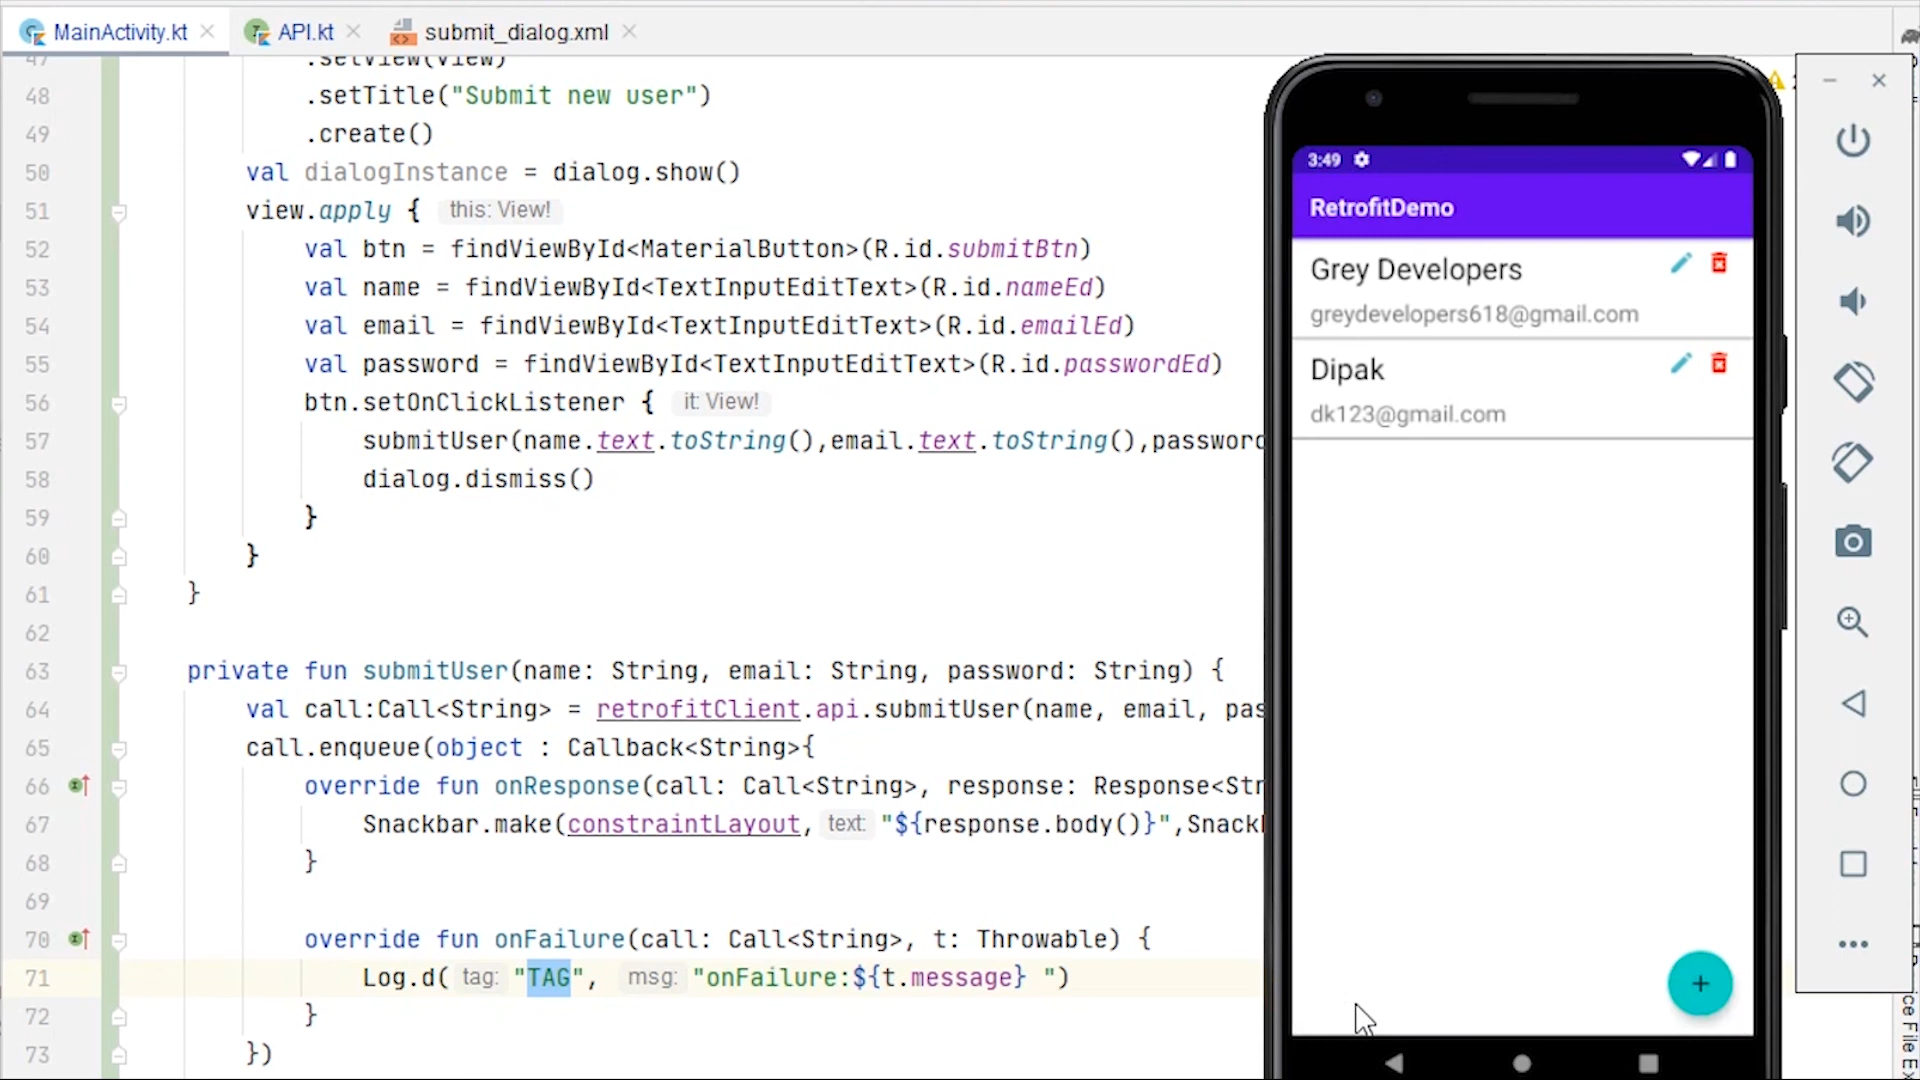 MainActivity.kt
API.kt
submit_dialog.xml
47 .setView(view)
48 .setTitle("Submit new user")
49 .create()
50 val dialogInstance = dialog.show()
51 view.apply { this: View!
52 val btn = findViewById<MaterialButton>(R.id.submitBtn)
53 val name = findViewById<TextInputEditText>(R.id.nameEd)
54 val email = findViewById<TextInputEditText>(R.id.emailEd)
55 val password = findViewById<TextInputEditText>(R.id.passwordEd)
56 btn.setOnClickListener { it: View!
57 submitUser(name.text.toString(),email.text.toString(),password
58 dialog.dismiss()
59 }
60 }
61 }
62
63 private fun submitUser(name: String, email: String, password: String) {
64 val call:Call<String> = retrofitClient.api.submitUser(name, email, pas
65 call.enqueue(object : Callback<String>{
66 override fun onResponse(call: Call<String>, response: Response<Str
67 Snackbar.make(constraintLayout, text: "${response.body()}",Snack
68 }
69
70 override fun onFailure(call: Call<String>, t: Throwable) {
71 Log.d( tag: "TAG", msg: "onFailure:${t.message} ")
72 }
73 })
3:49
RetrofitDemo
Grey Developers
greydevelopers618@gmail.com
Dipak
dk123@gmail.com